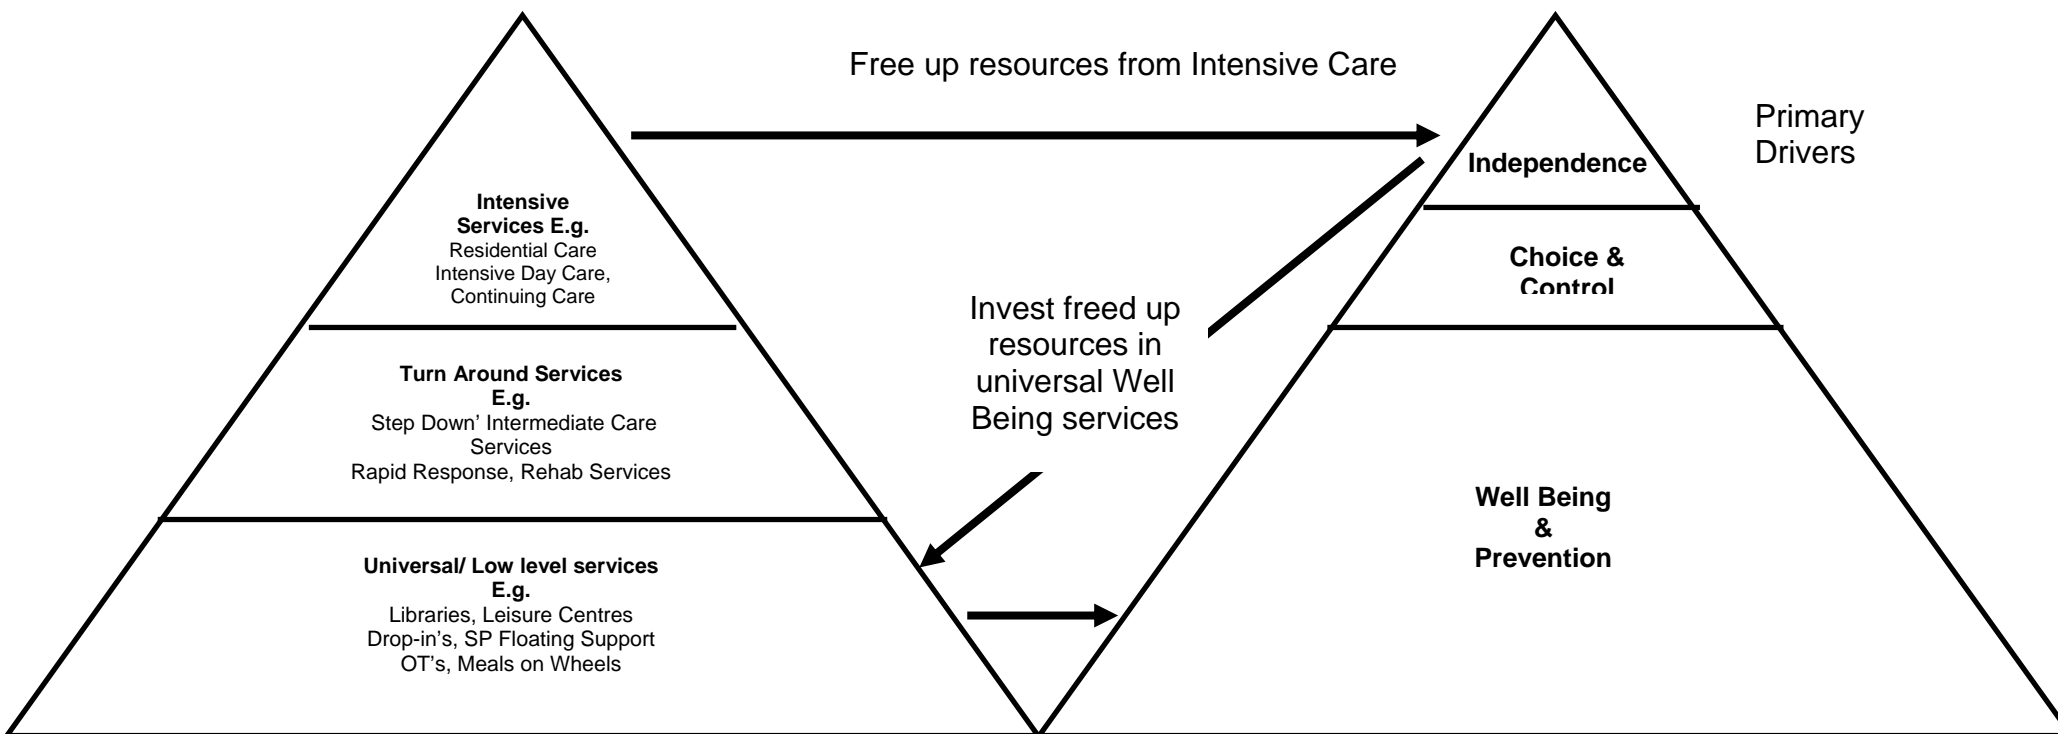 Free up resources from Intensive Care
Primary
Drivers
Intensive
Services E.g.
Residential Care
Intensive Day Care,
Continuing Care
Turn Around Services
E.g.
Step Down’ Intermediate Care
Services
Rapid Response, Rehab Services
Universal/ Low level services
E.g.
Libraries, Leisure Centres
Drop-in’s, SP Floating Support
OT’s, Meals on Wheels
Invest freed up
resources in
universal Well
Being services
Independence
Choice &
Control
Well Being
&
Prevention